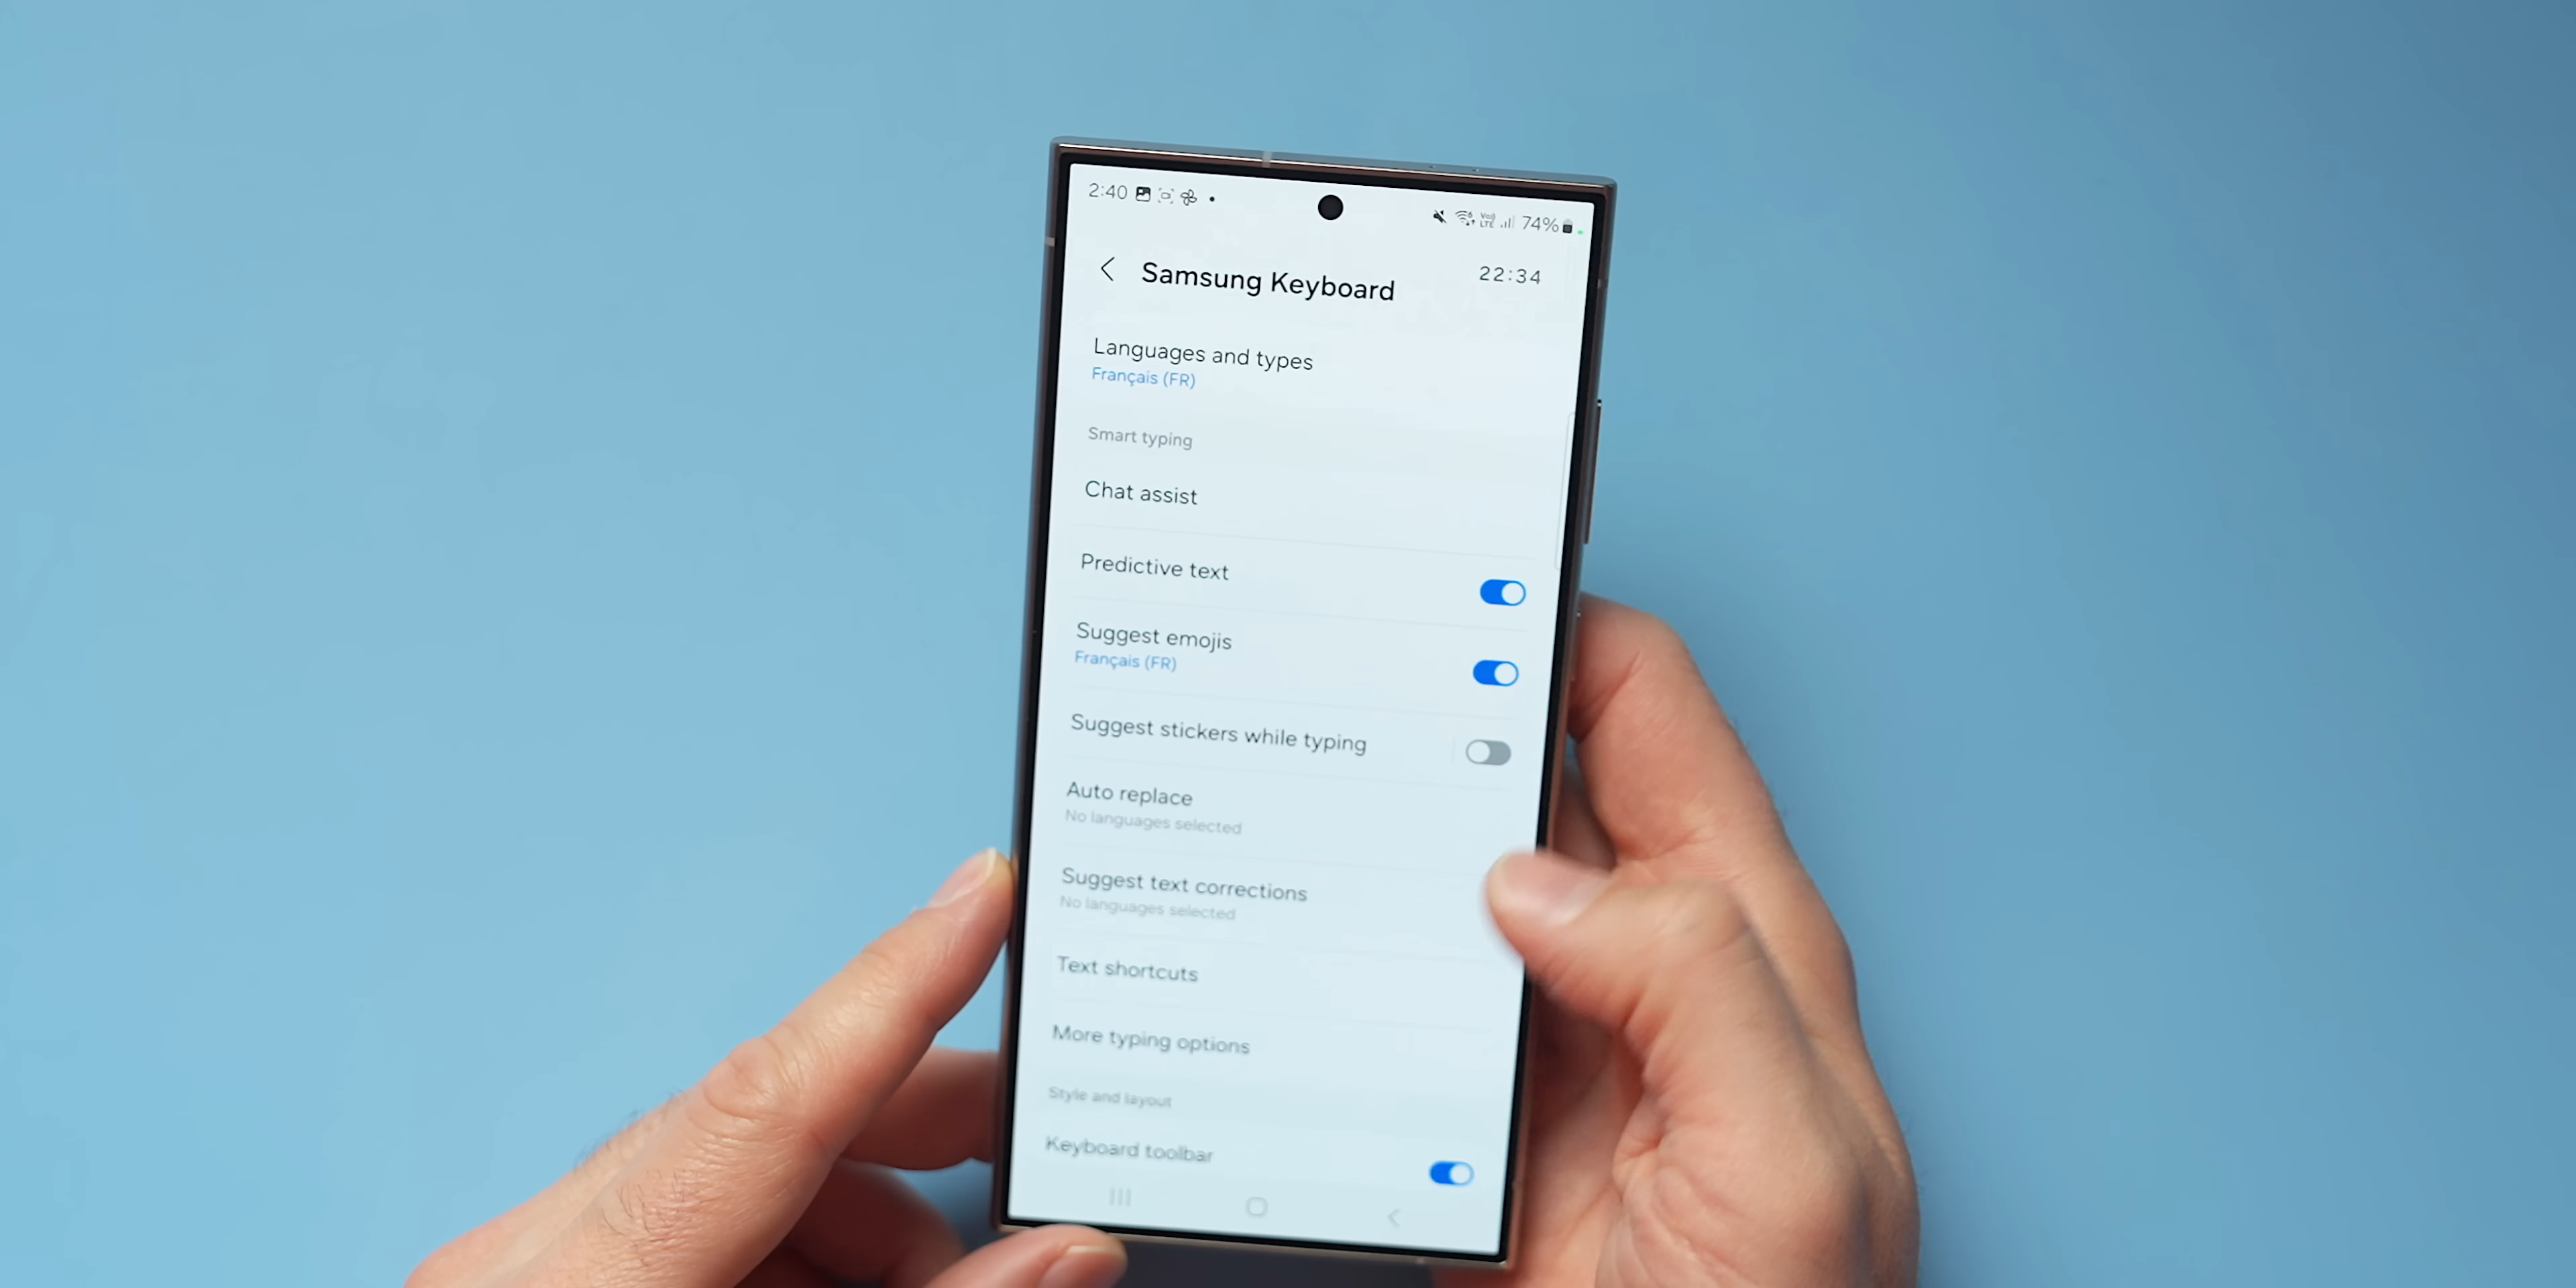 2:40 74%
Samsung Keyboard 22:34
Languages and types
Français (FR)
Smart typing
Chat assist
Predictive text
Suggest emojis
Français (FR)
Suggest stickers while typing
Auto replace
No languages selected
Suggest text corrections
No languages selected
Text shortcuts
More typing options
Style and layout
Keyboard toolbar